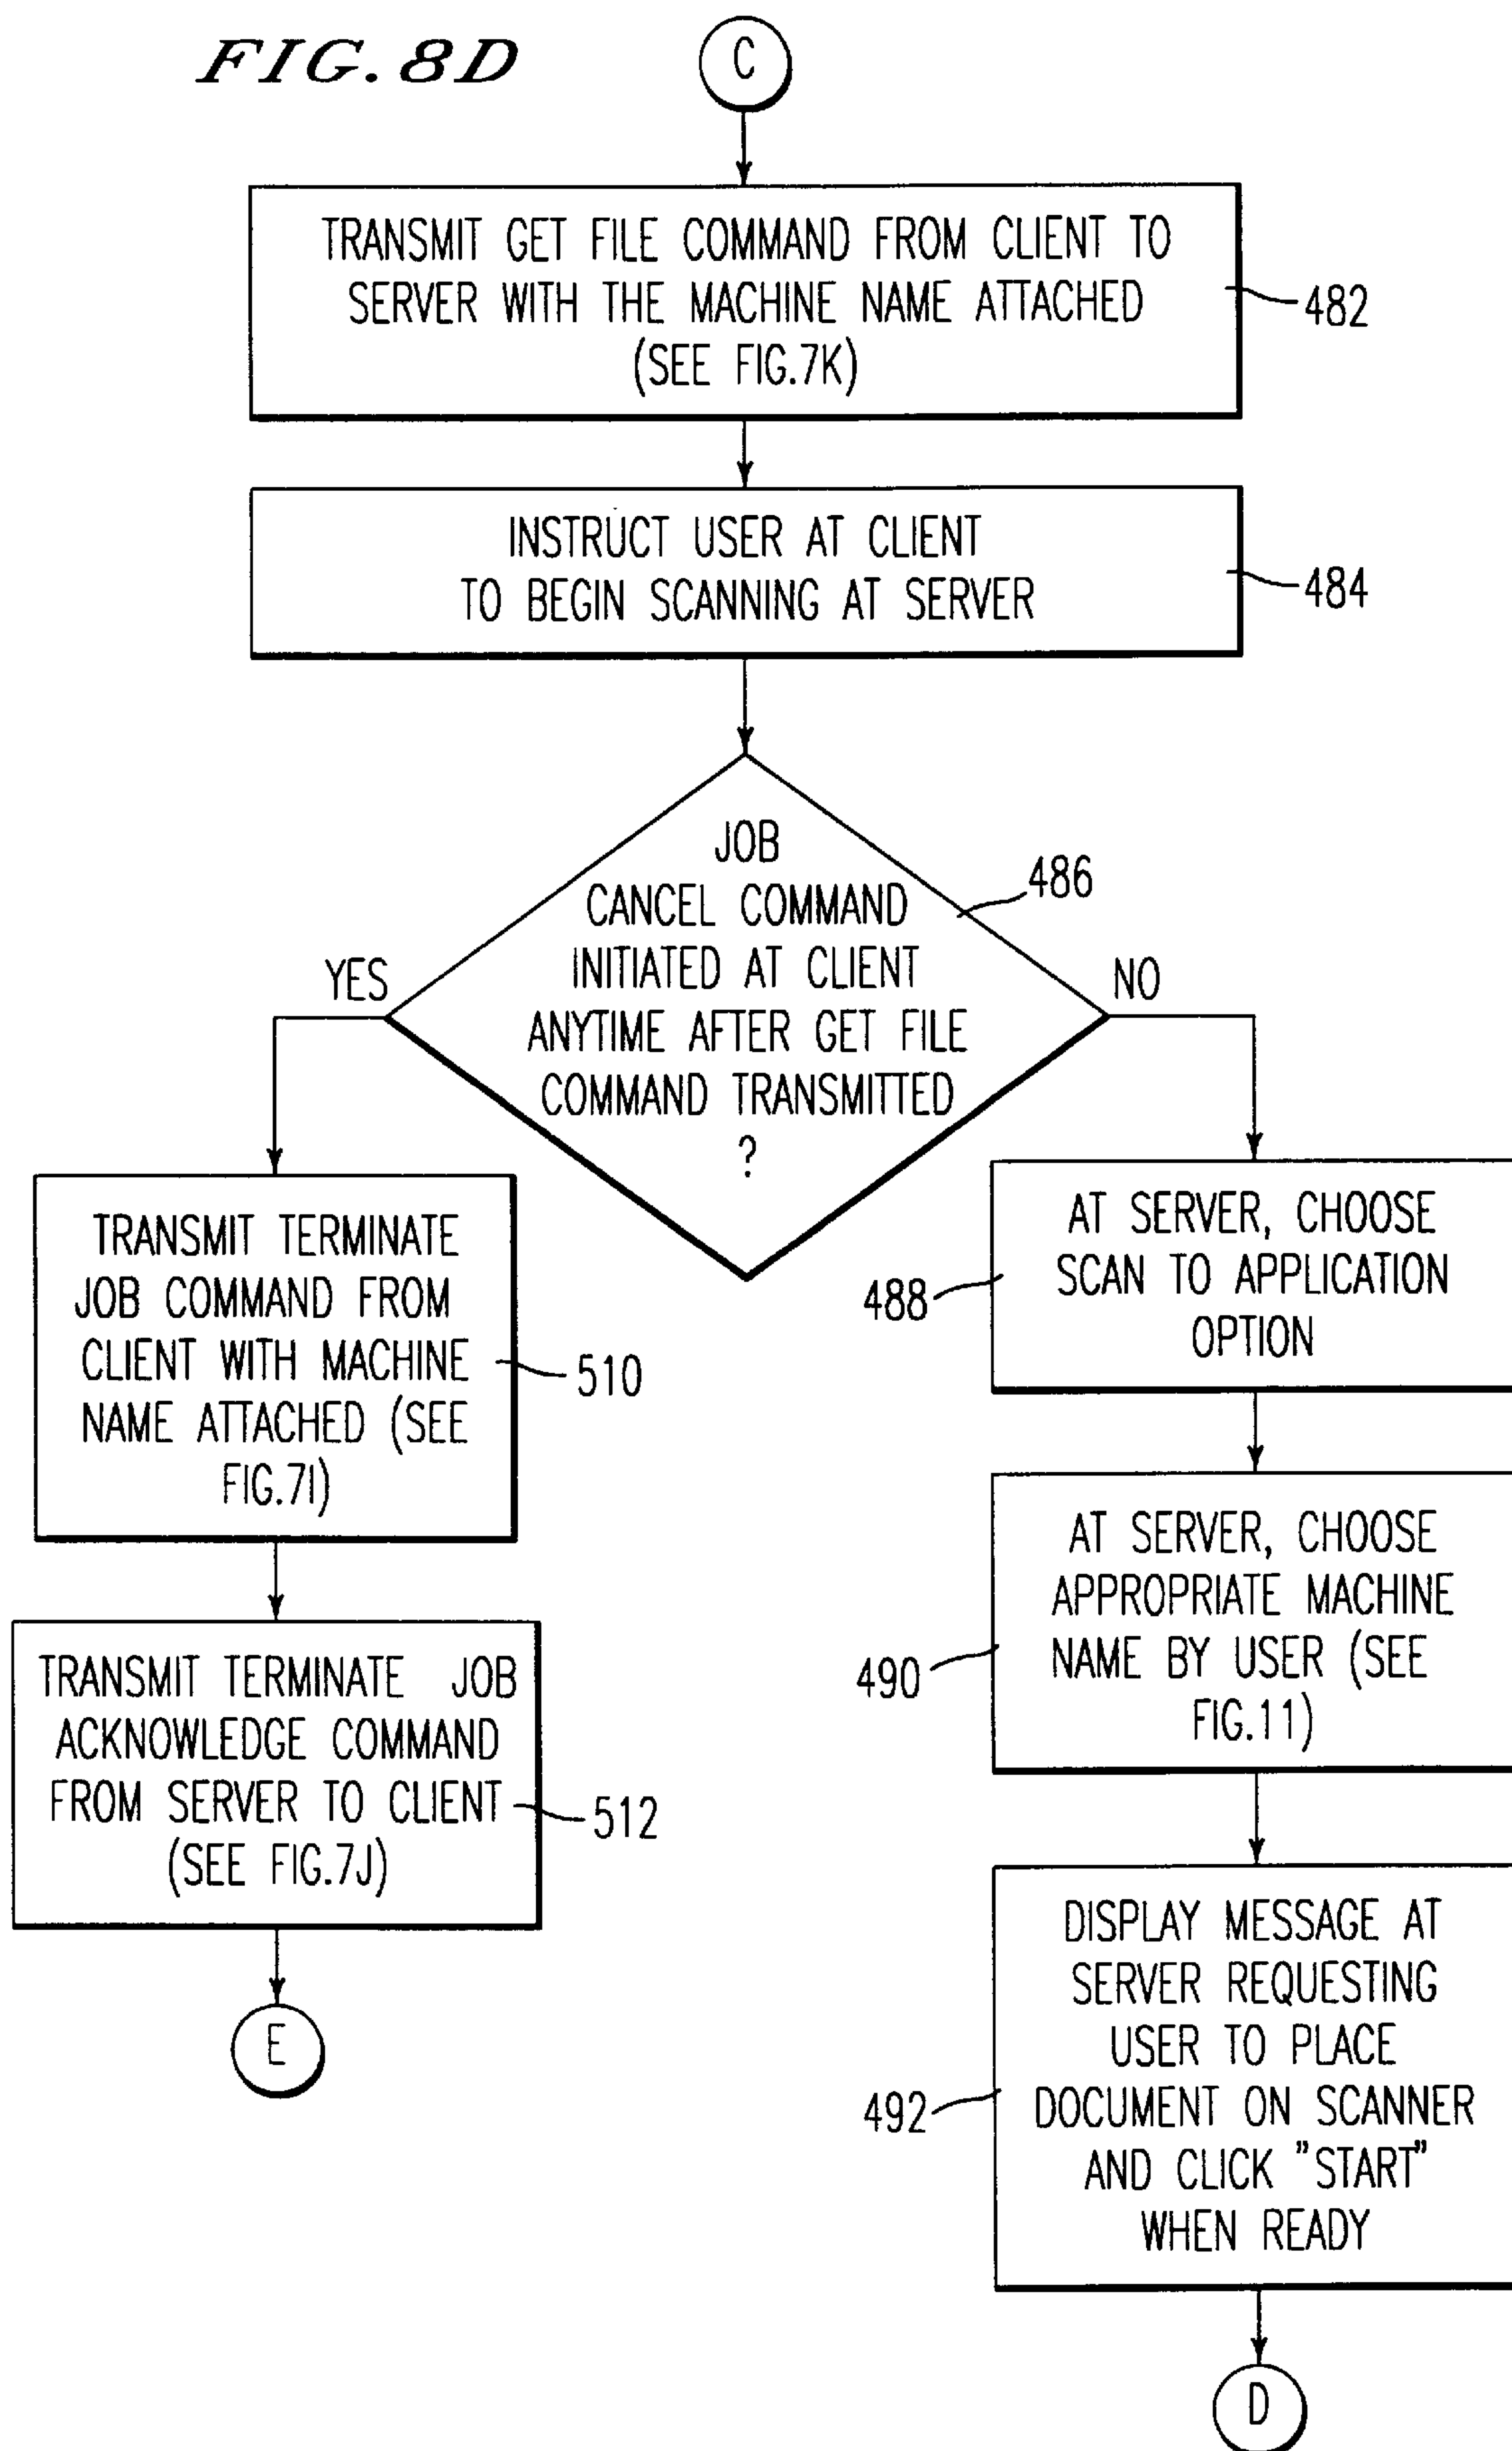 FIG. 8D
C
TRANSMIT GET FILE COMMAND FROM CLIENT TO
SERVER WITH THE MACHINE NAME ATTACHED
(SEE FIG.7K)
482
INSTRUCT USER AT CLIENT
TO BEGIN SCANNING AT SERVER
484
JOB
CANCEL COMMAND
INITIATED AT CLIENT
ANYTIME AFTER GET FILE
COMMAND TRANSMITTED
?
486
YES
NO
TRANSMIT TERMINATE
JOB COMMAND FROM
CLIENT WITH MACHINE
NAME ATTACHED (SEE
FIG.7I)
510
TRANSMIT TERMINATE JOB
ACKNOWLEDGE COMMAND
FROM SERVER TO CLIENT
(SEE FIG.7J)
512
E
AT SERVER, CHOOSE
SCAN TO APPLICATION
OPTION
488
AT SERVER, CHOOSE
APPROPRIATE MACHINE
NAME BY USER (SEE
FIG.11)
490
DISPLAY MESSAGE AT
SERVER REQUESTING
USER TO PLACE
DOCUMENT ON SCANNER
AND CLICK "START"
WHEN READY
492
D